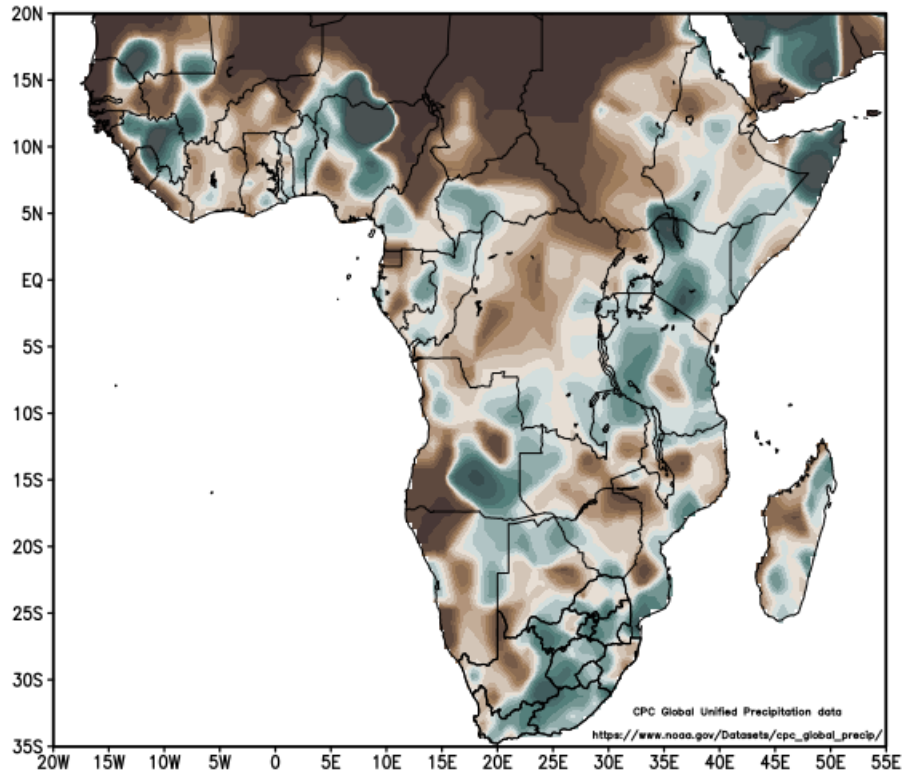 20N
15N
10N
5N
EQ
5S
10S
15S
20S
25S
30S
35S
CPC Global Unified Precipitation data
https://www.noaa.gov/Datasets/cpc_global_precip/
20W 15W 10W 5W 0 5E 10E 15E 20E 25E 30E 35E 40E 45E 50E 55E